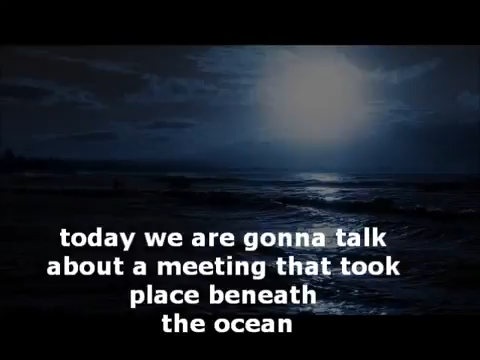 today we are gonna talk
about a meeting that took
place beneath
the ocean